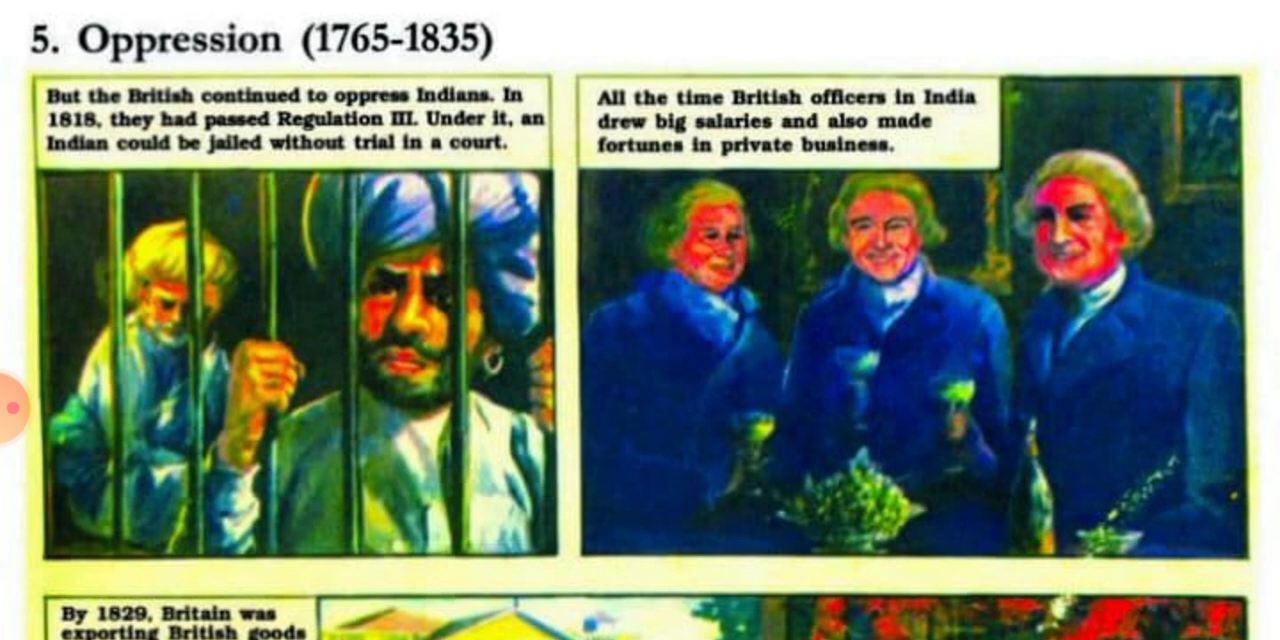 5. Oppression (1765-1835)
But the British continued to oppress Indians. In
1818, they had passed Regulation III. Under it, an
Indian could be jailed without trial in a court.
All the time British officers in India
drew big salaries and also made
fortunes in private business.
By 1829, Britain was
exporting British goods